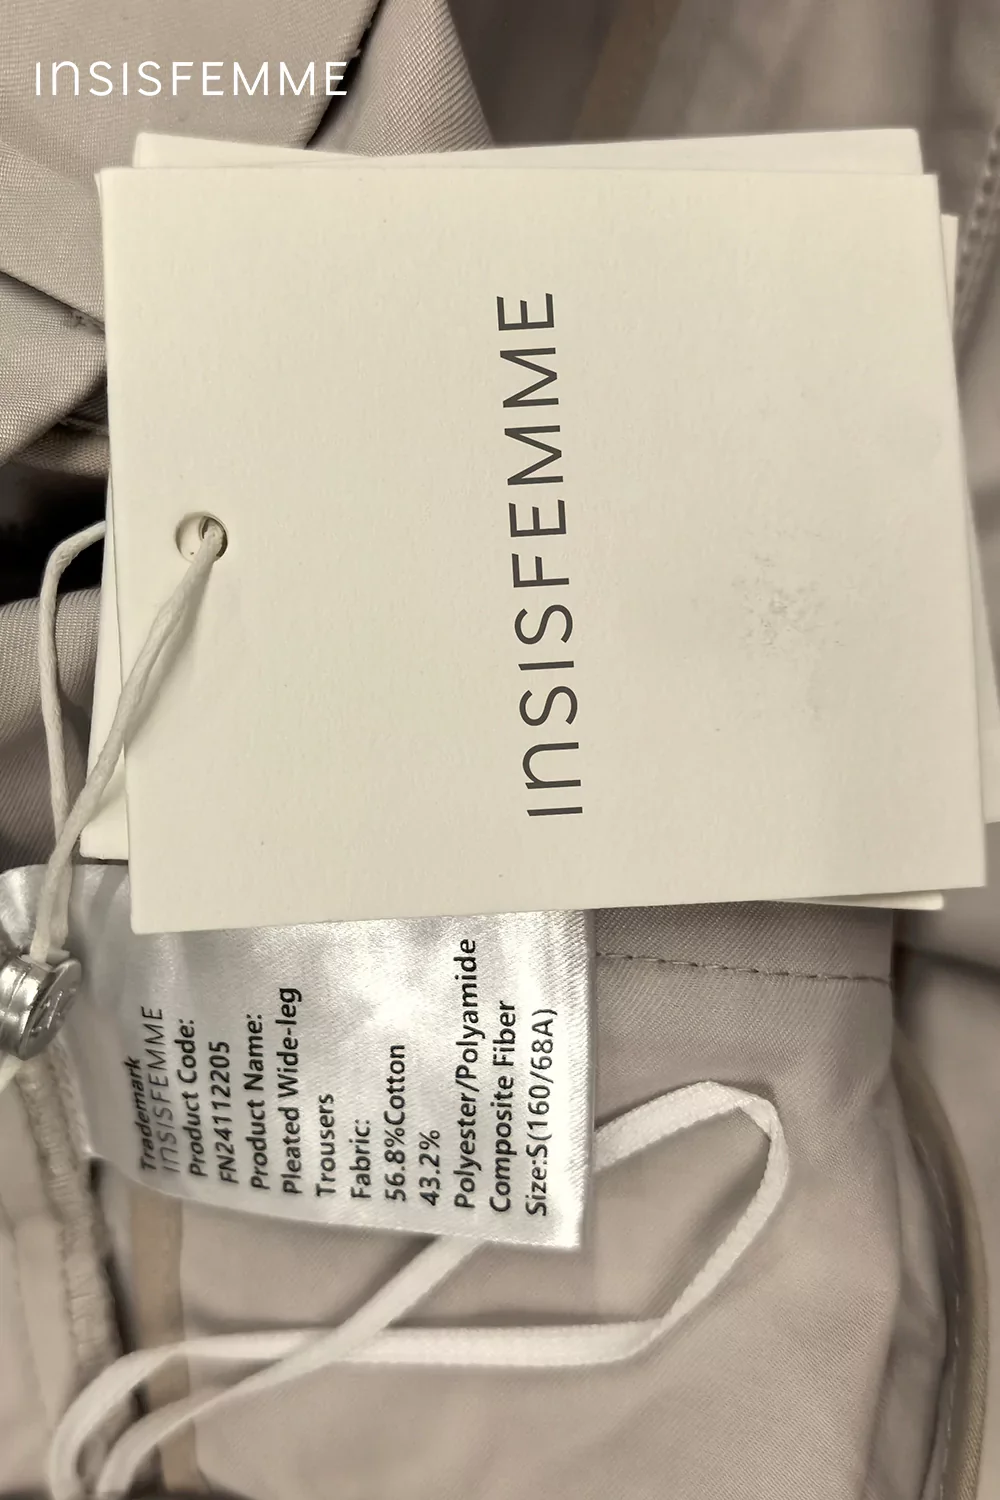 INSISFEMME
INSISFEMME
Trademark
INSISFEMME
Product Code:
FN24112205
Product Name:
Pleated Wide-leg
Trousers
Fabric:
56.8%Cotton
43.2%
Polyester/Polyamide
Composite Fiber
Size:S(160/68A)